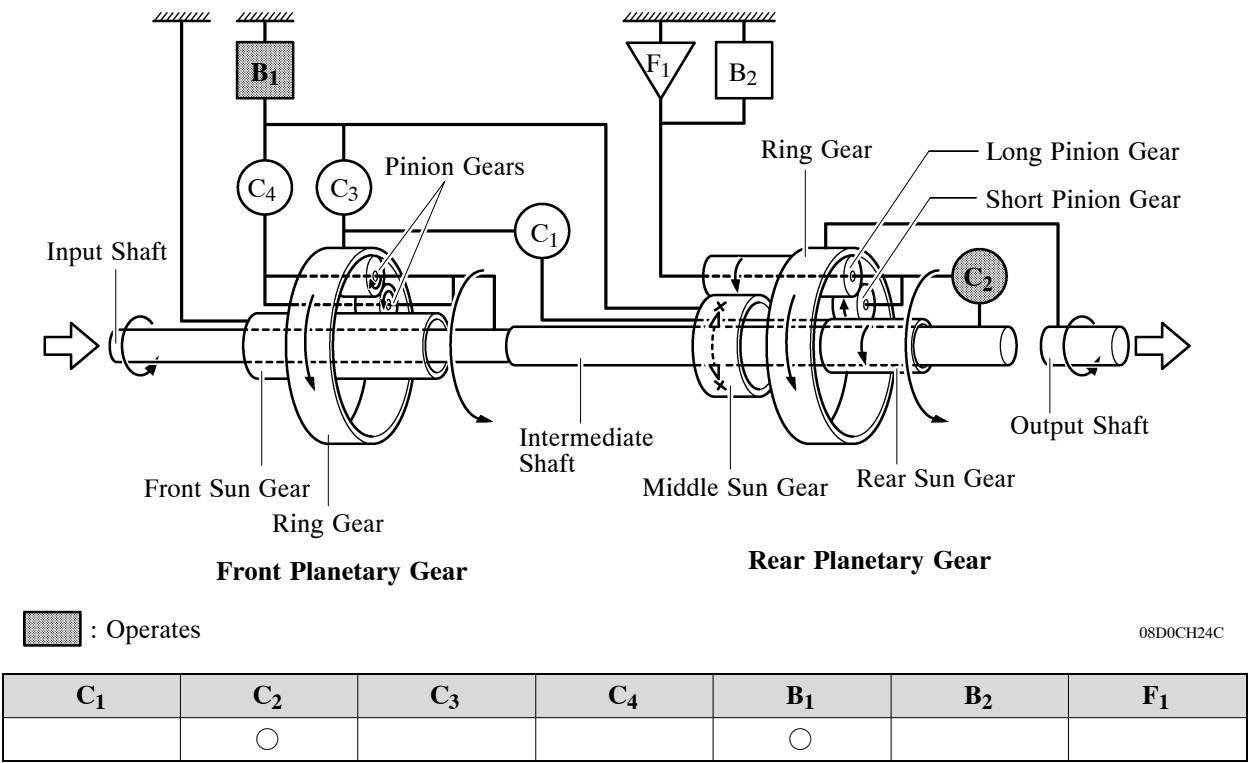 B1
F1
B2
Ring Gear
Long Pinion Gear
Pinion Gears
C4
C3
Short Pinion Gear
C1
Input Shaft
C2
Intermediate
Shaft
Output Shaft
Front Sun Gear
Middle Sun Gear
Rear Sun Gear
Ring Gear
Front Planetary Gear
Rear Planetary Gear
: Operates
08D0CH24C
C1 C2 C3 C4 B1 B2 F1
○ ○